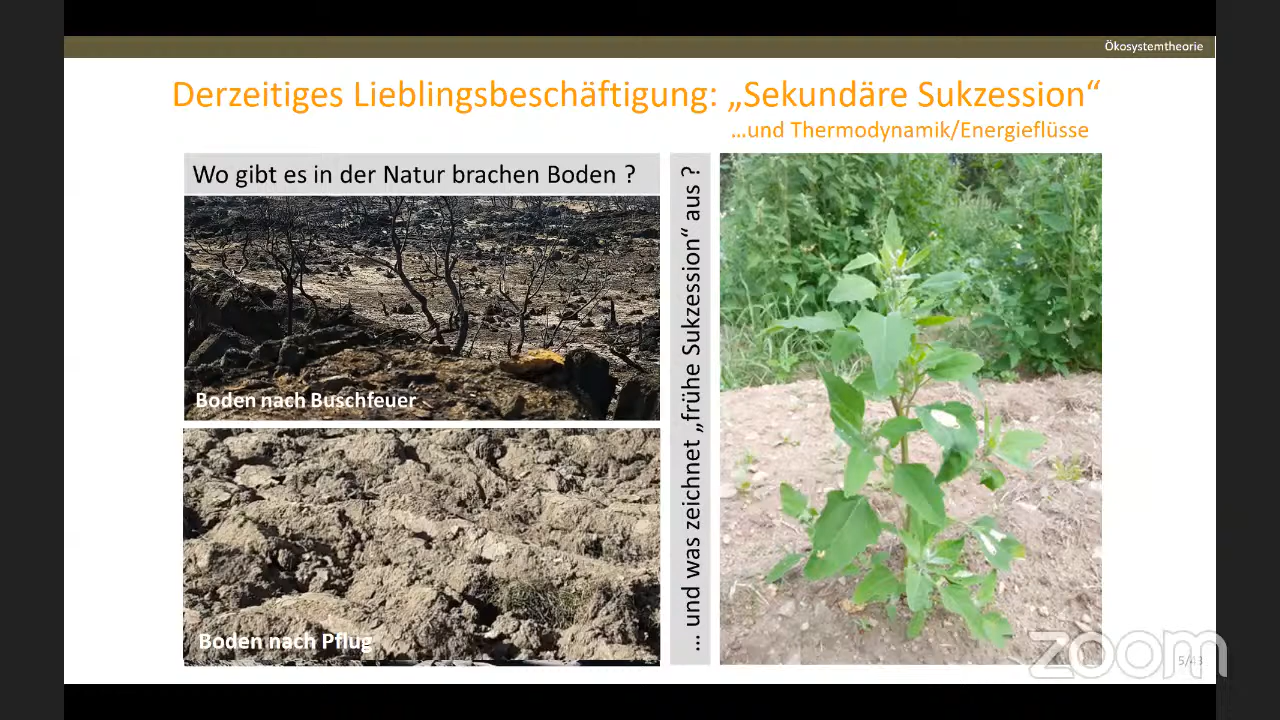 Ökosystemtheorie
Derzeitiges Lieblingsbeschäftigung: „Sekundäre Sukzession“
...und Thermodynamik/Energieflüsse
Wo gibt es in der Natur brachen Boden ?
Boden nach Buschfeuer
Boden nach Pflug
... und was zeichnet „frühe Sukzession“ aus ?
zoom
5/43